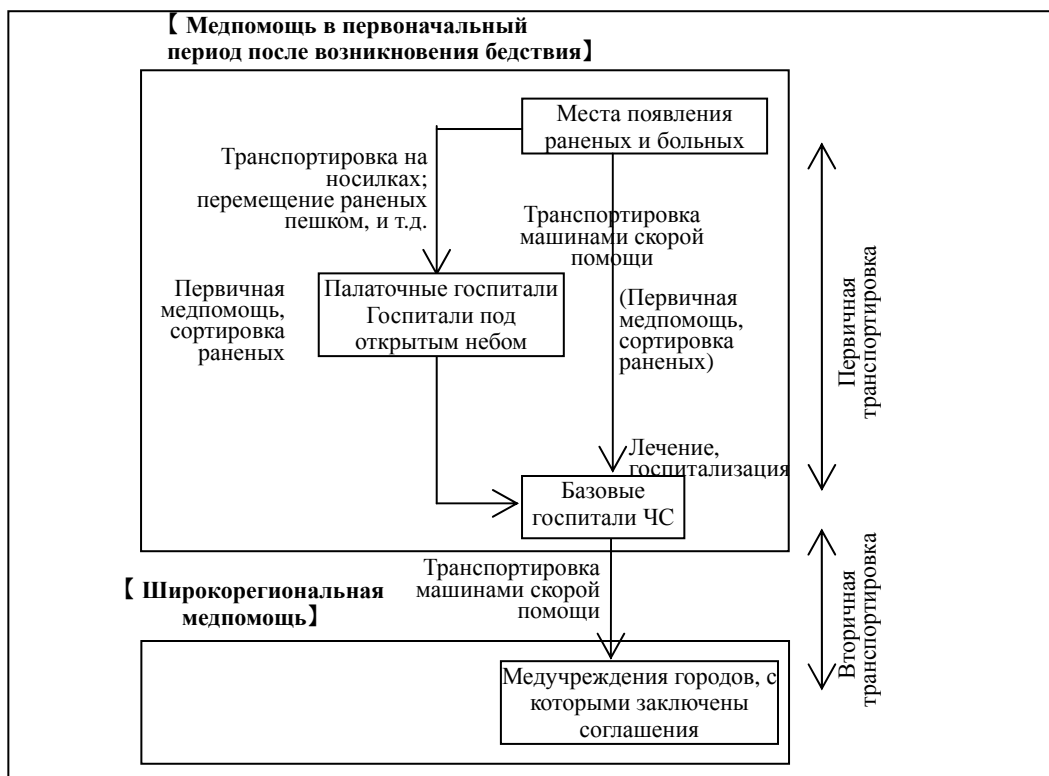 【 Медпомощь в первоначальный
период после возникновения бедствия】
Места появления
раненых и больных
Транспортировка на
носилках;
перемещение раненых
пешком, и т.д.
Транспортировка
машинами скорой
помощи
Первичная
медпомощь,
сортировка
раненых
Палаточные госпитали
Госпитали под
открытым небом
(Первичная
медпомощь,
сортировка
раненых)
Первичная
транспортировка
Лечение,
госпитализация
Базовые
госпитали ЧС
Транспортировка
машинами скорой
помощи
Вторичная
транспортировка
【 Широкорегиональная
медпомощь】
Медучреждения городов, с
которыми заключены
соглашения